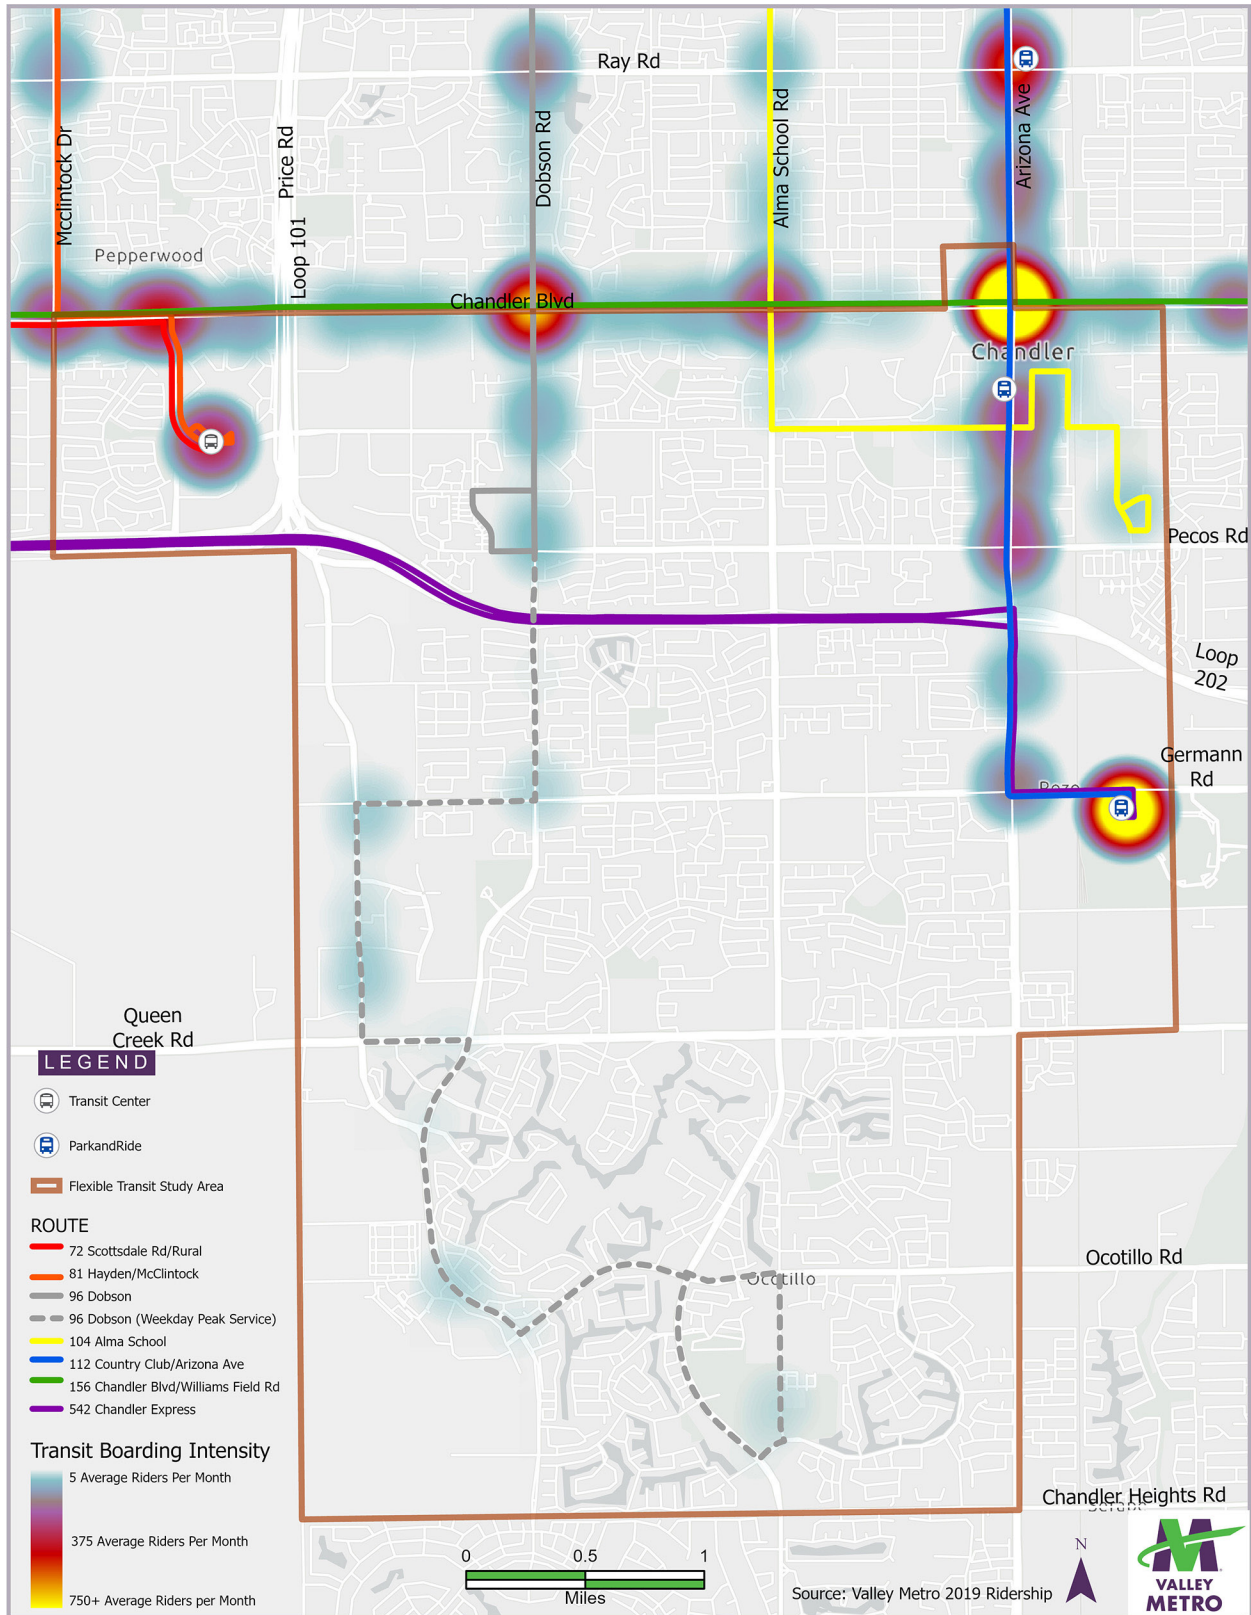 Ray Rd
Mcclintock Dr
Price Rd
Dobson Rd
Alma School Rd
Arizona Ave
Loop 101
Pepperwood
Chandler Blvd
Chandler
Pecos Rd
Loop
202
Germann
Rd
Queen
Creek Rd
LEGEND
Transit Center
ParkandRide
Flexible Transit Study Area
ROUTE
72 Scottsdale Rd/Rural
81 Hayden/McClintock
96 Dobson
96 Dobson (Weekday Peak Service)
104 Alma School
112 Country Club/Arizona Ave
156 Chandler Blvd/Williams Field Rd
542 Chandler Express
Transit Boarding Intensity
5 Average Riders Per Month
375 Average Riders Per Month
750+ Average Riders per Month
Ocotillo Rd
Ocotillo
Chandler Heights Rd
0 0.5 1
Miles
Source: Valley Metro 2019 Ridership
N
VALLEY
METRO